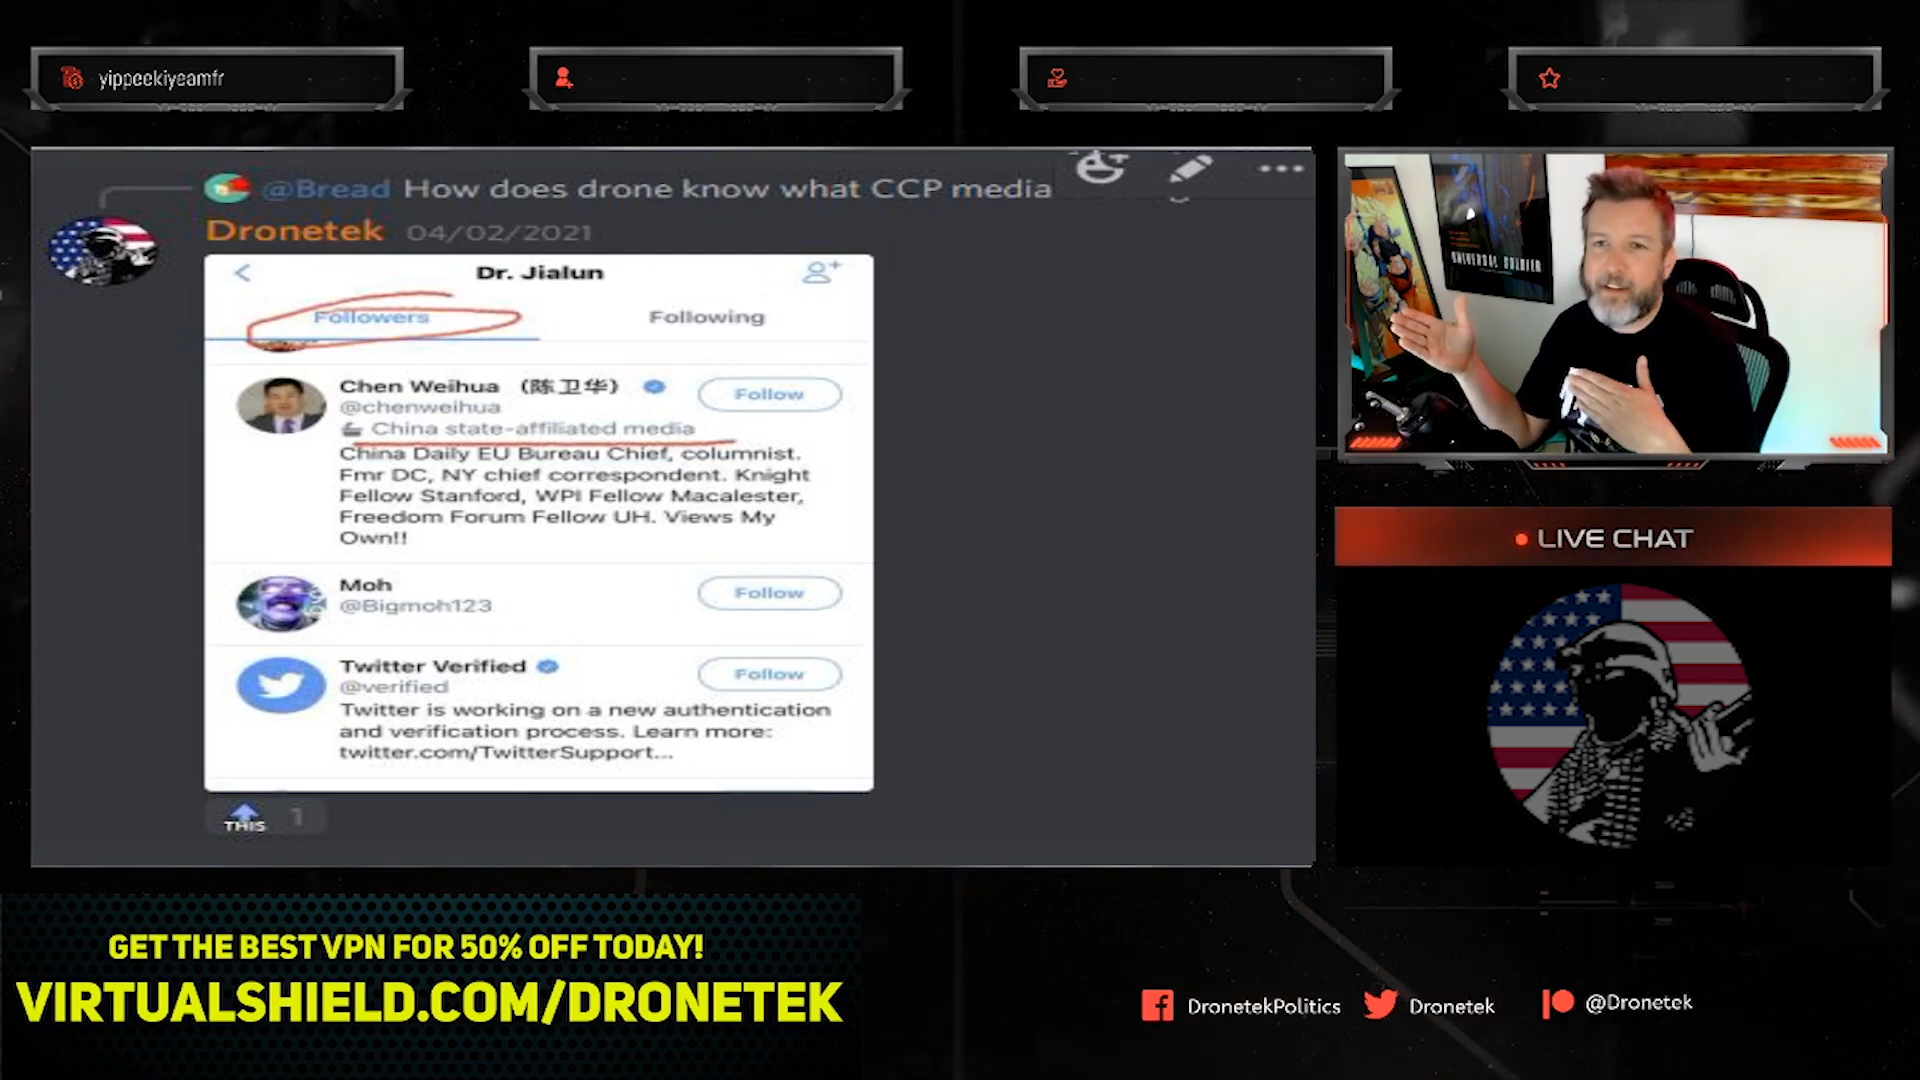 yippeekiyeamfr
@Bread How does drone know what CCP media
Dronetek 04/02/2021
Dr. Jialun
Followers
Following
Chen Weihua (陈卫华)
Follow
@chenweihua
China state-affiliated media
China Daily EU Bureau Chief, columnist.
Fmr DC, NY chief correspondent. Knight
Fellow Stanford, WPI Fellow Macalester,
Freedom Forum Fellow UH. Views My
Own!!
Moh
@Bigmoh123
Follow
Twitter Verified
@verified
Follow
Twitter is working on a new authentication
and verification process. Learn more:
twitter.com/TwitterSupport...
THIS 1
UNIVERSAL SOLDIER
LIVE CHAT
GET THE BEST VPN FOR 50% OFF TODAY!
VIRTUALSHIELD.COM/DRONETEK
DronetekPolitics
Dronetek
@Dronetek